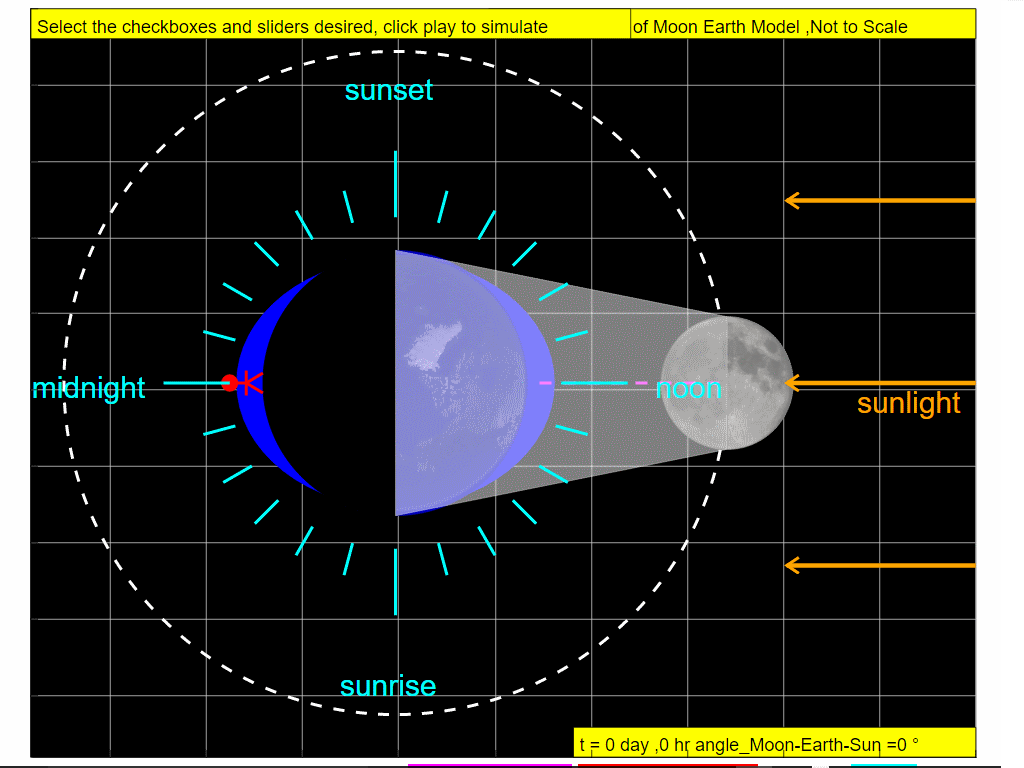 Select the checkboxes and sliders desired, click play to simulate
of Moon Earth Model ,Not to Scale
sunset
midnight
noon
sunlight
sunrise
t = 0 day ,0 hr angle_Moon-Earth-Sun =0 °